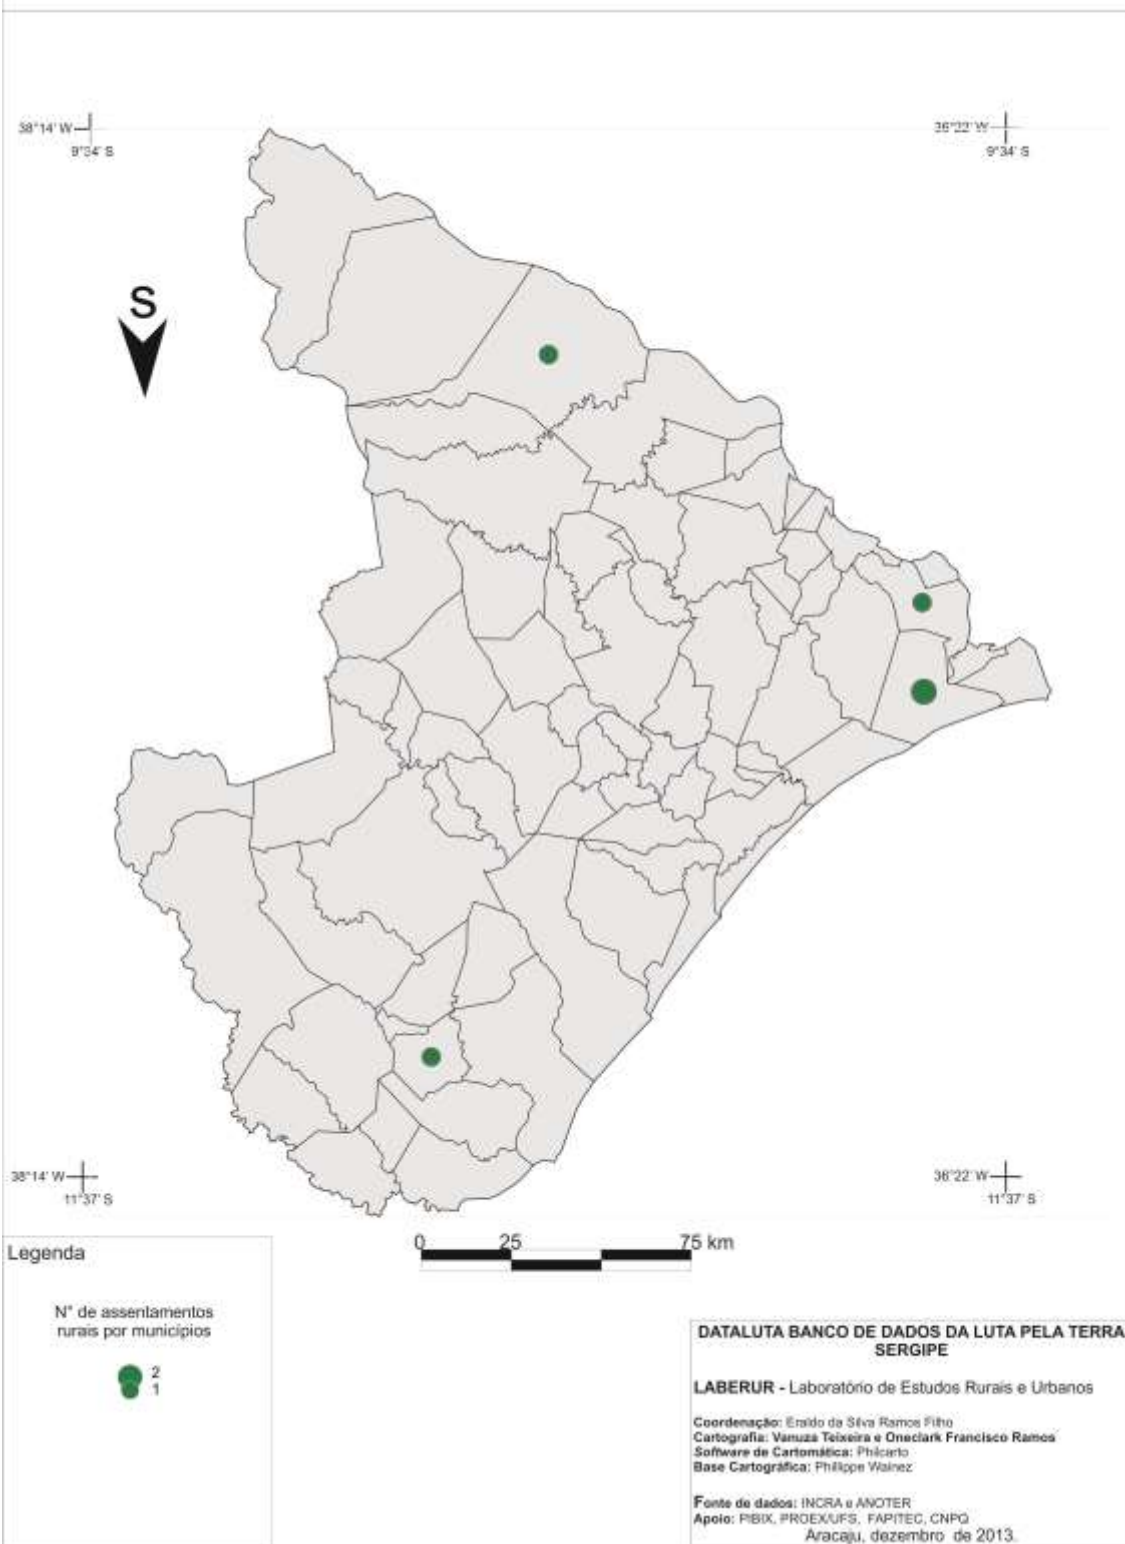 38°14' W
9°34' S
36°22' W
9°34' S
S
38°14' W
11°37' S
36°22' W
11°37' S
0 25 75 km
Legenda
N° de assentamentos
rurais por municípios
2
1
DATALUTA BANCO DE DADOS DA LUTA PELA TERRA
SERGIPE
LABERUR - Laboratório de Estudos Rurais e Urbanos
Coordenação: Eraldo da Silva Ramos Filho
Cartografia: Vanuza Teixeira e Oneclark Francisco Ramos
Software de Cartomática: Philcarto
Base Cartográfica: Phillippe Wainez
Fonte de dados: INCRA e ANOTER
Apoio: PIBIX, PROEX/UFS, FAPITEC, CNPQ
Aracaju, dezembro de 2013.